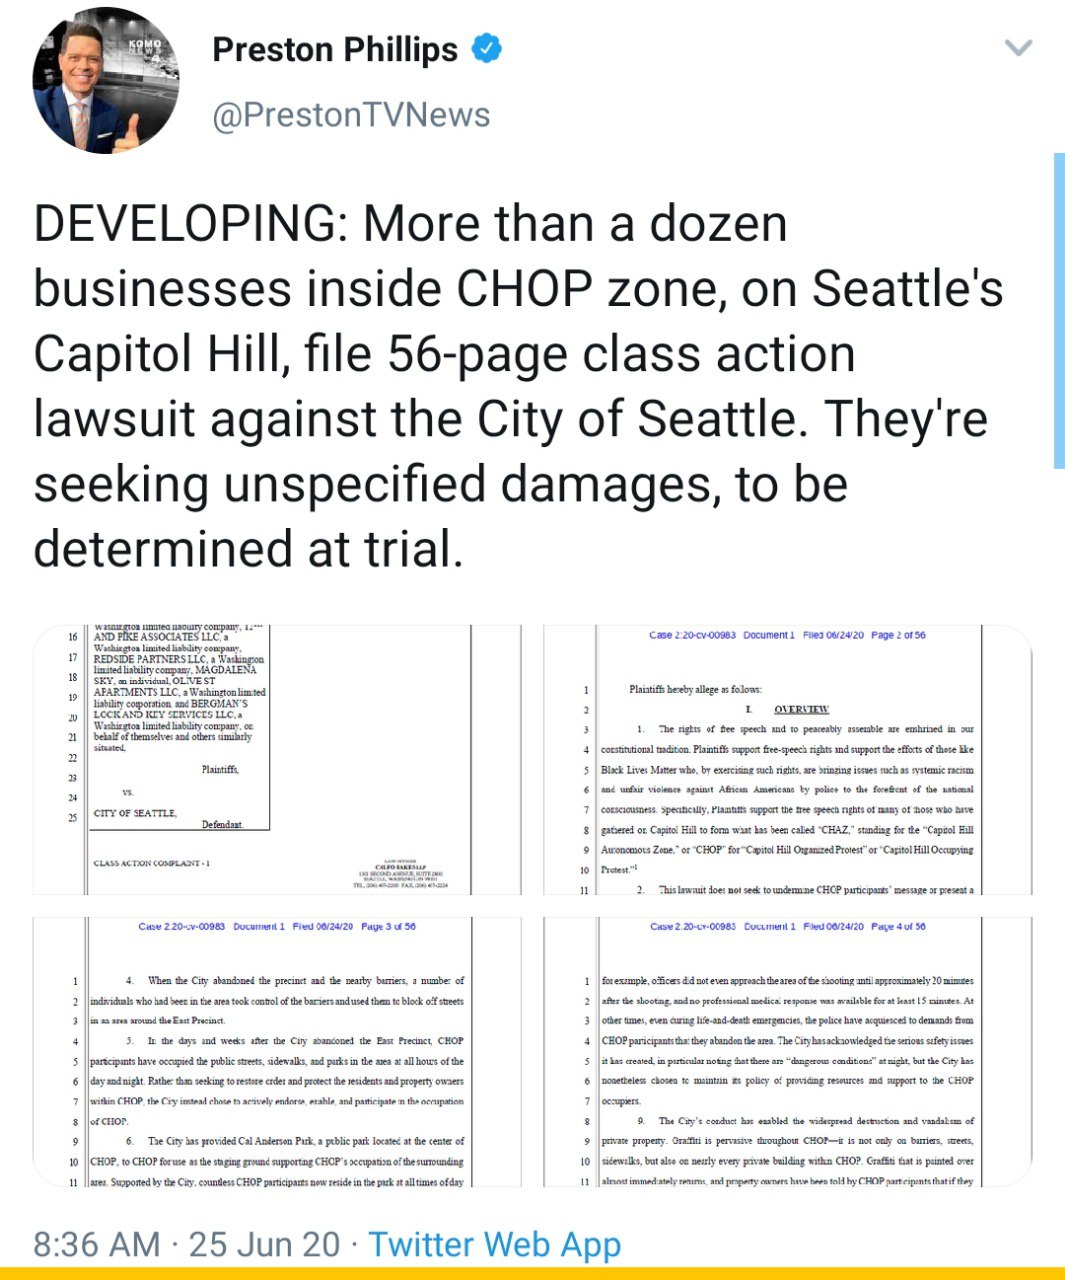 KOMO
NEWS
Preston Phillips
@PrestonTVNews
DEVELOPING: More than a dozen
businesses inside CHOP zone, on Seattle's
Capitol Hill, file 56-page class action
lawsuit against the City of Seattle. They're
seeking unspecified damages, to be
determined at trial.
Washington limited liability company, 12TH
16 AND PIKE ASSOCIATES LLC, a
Washington limited liability company,
17 REDSIDE PARTNERS LLC, a Washington
limited liability company, MAGDALENA
18 SKY, an individual, OLIVE ST
19 APARTMENTS LLC, a Washington limited
liability corporation, and BERGMAN'S
20 LOCK AND KEY SERVICES LLC, a
Washington limited liability company, on
21 behalf of themselves and others similarly
situated,
22
Plaintiffs,
23
vs.
24
25 CITY OF SEATTLE,
Defendant.
CLASS ACTION COMPLAINT - 1
LAW OFFICES
CALFO EAKES LLP
1301 SECOND AVENUE, SUITE 2800
SEATTLE, WASHINGTON 98101
TEL, (206) 407-2200 FAX, (206) 407-2224
Case 2:20-cv-00983 Document 1 Filed 06/24/20 Page 2 of 56
1 Plaintiffs hereby allege as follows:
2 I. OVERVIEW
3 1. The rights of free speech and to peaceably assemble are enshrined in our
4 constitutional tradition. Plaintiffs support free-speech rights and support the efforts of those like
5 Black Lives Matter who, by exercising such rights, are bringing issues such as systemic racism
6 and unfair violence against African Americans by police to the forefront of the national
7 consciousness. Specifically, Plaintiffs support the free speech rights of many of those who have
8 gathered on Capitol Hill to form what has been called “CHAZ,” standing for the “Capitol Hill
9 Autonomous Zone,” or “CHOP” for “Capitol Hill Organized Protest” or “Capitol Hill Occupying
10 Protest.”1
11 2. This lawsuit does not seek to undermine CHOP participants’ message or present a
Case 2:20-cv-00983 Document 1 Filed 06/24/20 Page 3 of 56
1 4. When the City abandoned the precinct and the nearby barriers, a number of
2 individuals who had been in the area took control of the barriers and used them to block off streets
3 in an area around the East Precinct.
4 5. In the days and weeks after the City abandoned the East Precinct, CHOP
5 participants have occupied the public streets, sidewalks, and parks in the area at all hours of the
6 day and night. Rather than seeking to restore order and protect the residents and property owners
7 within CHOP, the City instead chose to actively endorse, enable, and participate in the occupation
8 of CHOP.
9 6. The City has provided Cal Anderson Park, a public park located at the center of
10 CHOP, to CHOP for use as the staging ground supporting CHOP’s occupation of the surrounding
11 area. Supported by the City, countless CHOP participants now reside in the park at all times of day
Case 2:20-cv-00983 Document 1 Filed 06/24/20 Page 4 of 56
1 for example, officers did not even approach the area of the shooting until approximately 20 minutes
2 after the shooting, and no professional medical response was available for at least 15 minutes. At
3 other times, even during life-and-death emergencies, the police have acquiesced to demands from
4 CHOP participants that they abandon the area. The City has acknowledged the serious safety issues
5 it has created, in particular noting that there are “dangerous conditions” at night, but the City has
6 nonetheless chosen to maintain its policy of providing resources and support to the CHOP
7 occupiers.
8 9. The City’s conduct has enabled the widespread destruction and vandalism of
9 private property. Graffiti is pervasive throughout CHOP—it is not only on barriers, streets,
10 sidewalks, but also on nearly every private building within CHOP. Graffiti that is painted over
11 almost immediately returns, and property owners have been told by CHOP participants that if they
8:36 AM · 25 Jun 20 · Twitter Web App